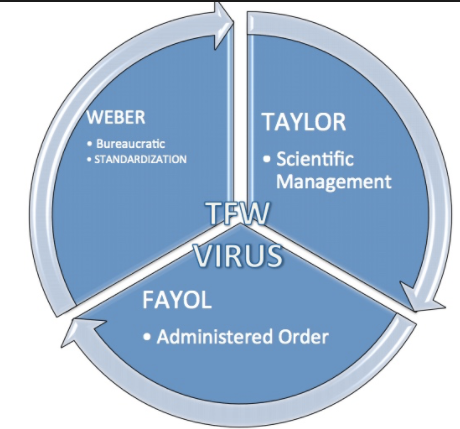 WEBER
• Bureaucratic
• STANDARDIZATION
TAYLOR
• Scientific
Management
TFW
VIRUS
FAYOL
• Administered Order